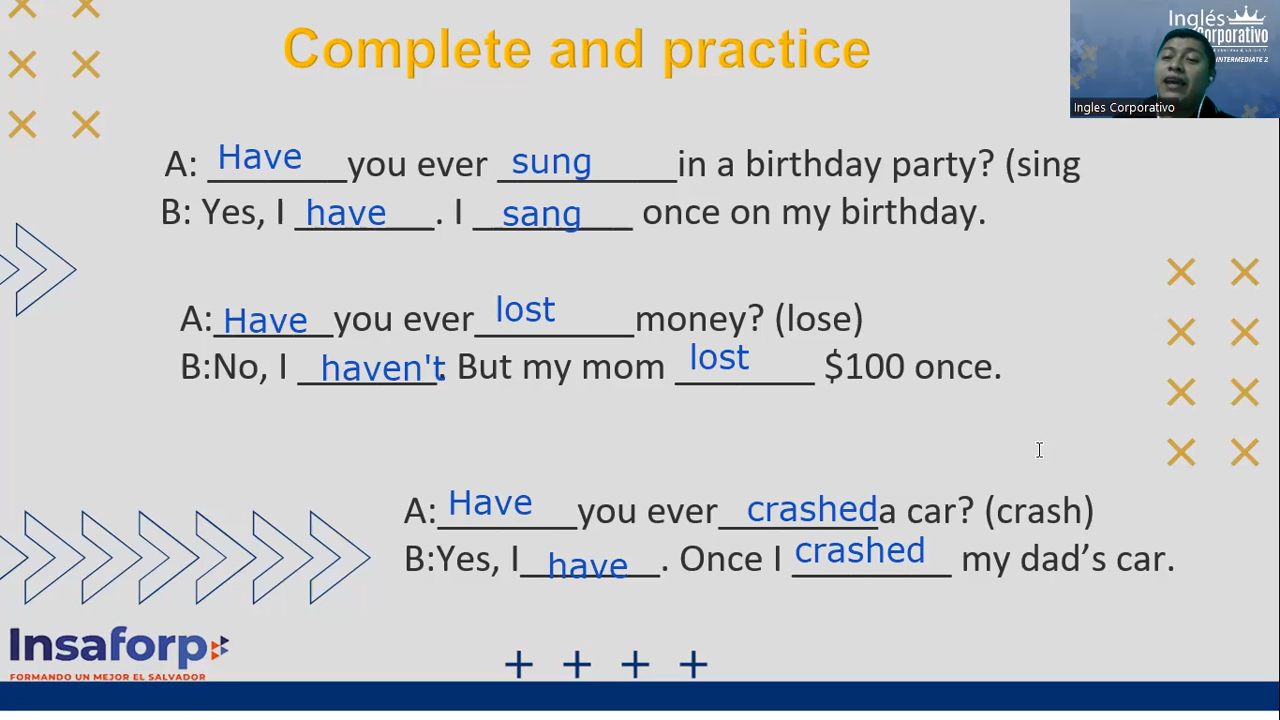 Complete and practice
Inglés
Corporativo
INTERMEDIATE 2
Ingles Corporativo
A: Have you ever sung in a birthday party? (sing
B: Yes, I have. I sang once on my birthday.
A: Have you ever lost money? (lose)
B:No, I haven't. But my mom lost $100 once.
A: Have you ever crashed a car? (crash)
B:Yes, I have. Once I crashed my dad’s car.
Insaforp
FORMANDO UN MEJOR EL SALVADOR